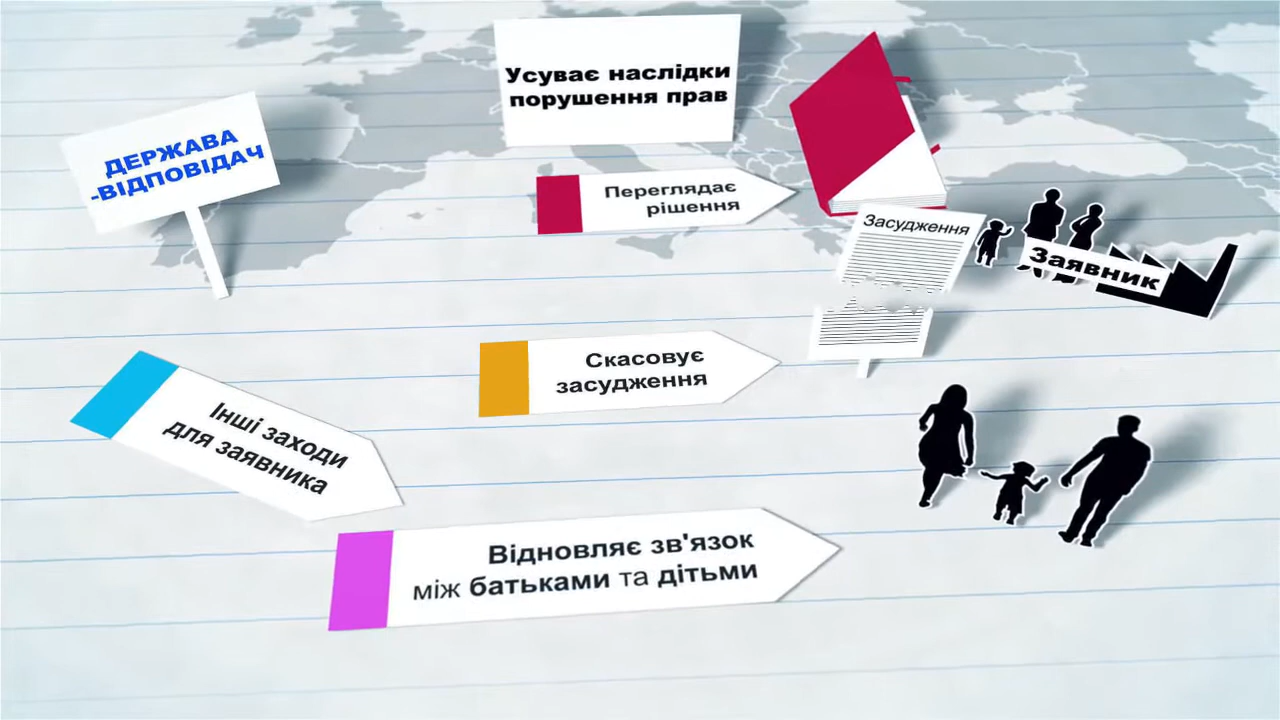 Усуває наслідки
порушення прав
ДЕРЖАВА
-ВІДПОВІДАЧ
Переглядає
рішення
Засудження
Заявник
Скасовує
засудження
Інші заходи
для заявника
Відновляє зв'язок
між батьками та дітьми